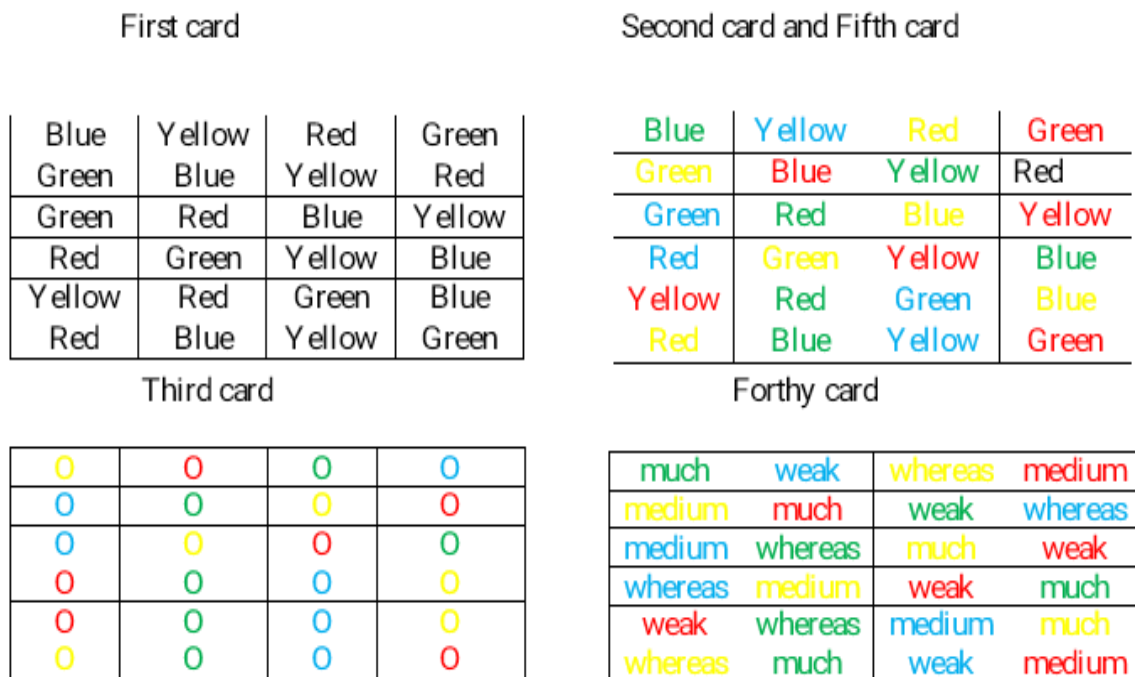 First card
Blue Yellow Red Green
Green Blue Yellow Red
Green Red Blue Yellow
Red Green Yellow Blue
Yellow Red Green Blue
Red Blue Yellow Green
Second card and Fifth card
Blue Yellow Red Green
Green Blue Yellow Red
Green Red Blue Yellow
Red Green Yellow Blue
Yellow Red Green Blue
Red Blue Yellow Green
Third card
O O O O
O O O O
O O O O
O O O O
O O O O
O O O O
Forthy card
much weak whereas medium
medium much weak whereas
medium whereas much weak
whereas medium weak much
weak whereas medium much
whereas much weak medium